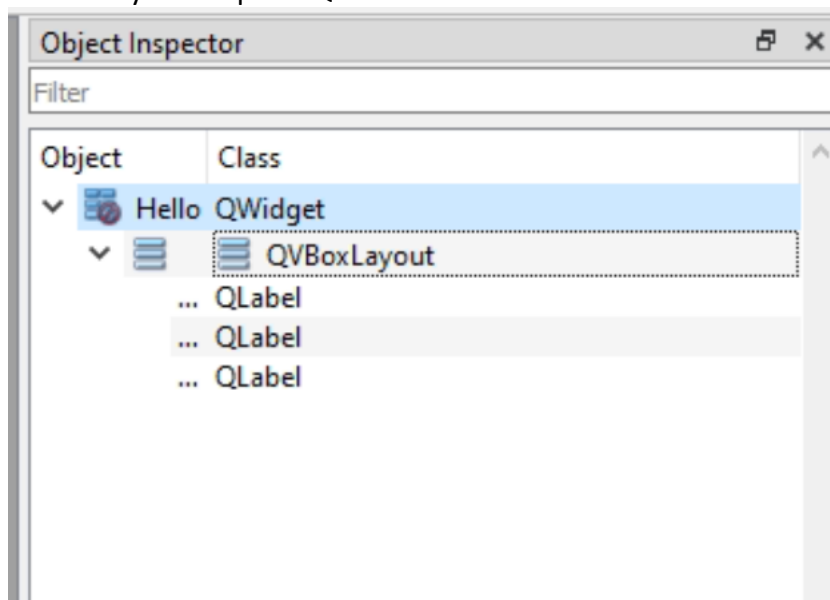 Object Inspector
Filter
Object Class
Hello QWidget
QVBoxLayout
... QLabel
... QLabel
... QLabel